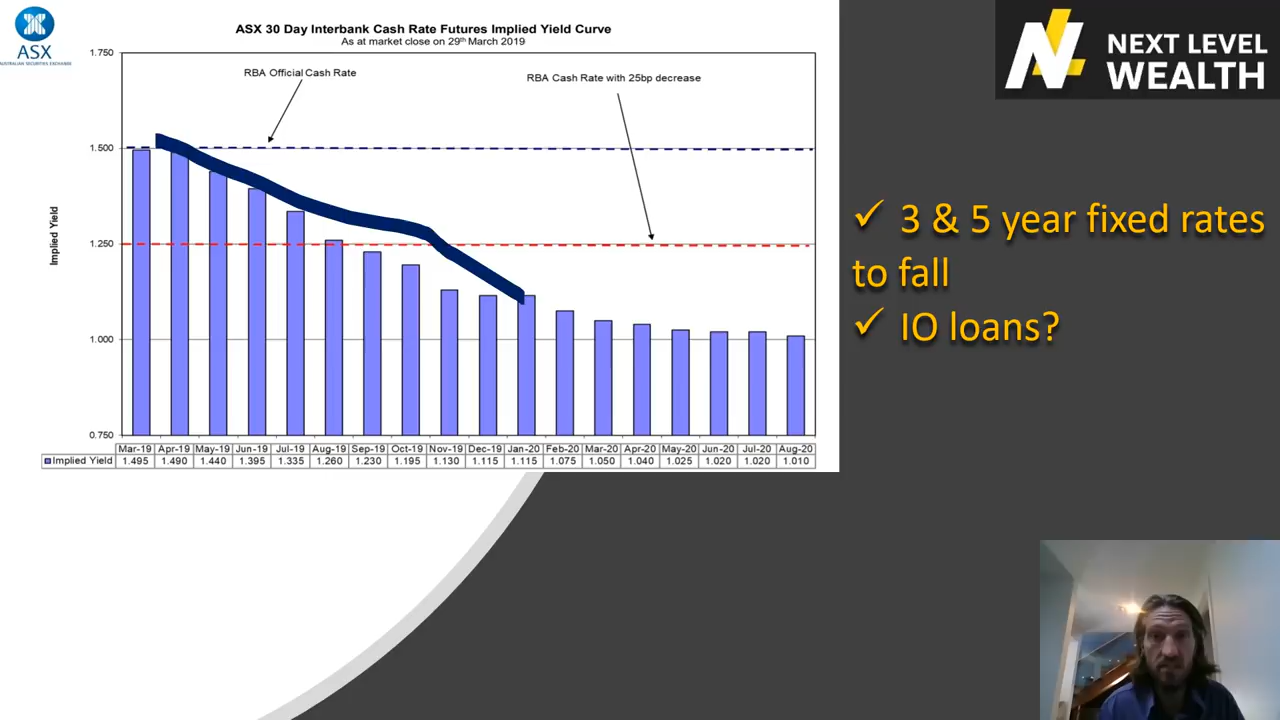 ASX
AUSTRALIAN SECURITIES EXCHANGE
ASX 30 Day Interbank Cash Rate Futures Implied Yield Curve
As at market close on 29th March 2019
NEXT LEVEL
WEALTH
RBA Official Cash Rate
RBA Cash Rate with 25bp decrease
Implied Yield
1.750
1.500
1.250
1.000
0.750
Mar-19 Apr-19 May-19 Jun-19 Jul-19 Aug-19 Sep-19 Oct-19 Nov-19 Dec-19 Jan-20 Feb-20 Mar-20 Apr-20 May-20 Jun-20 Jul-20 Aug-20
Implied Yield 1.495 1.490 1.440 1.395 1.335 1.260 1.230 1.195 1.130 1.115 1.115 1.075 1.050 1.040 1.025 1.020 1.020 1.010
✓ 3 & 5 year fixed rates
to fall
✓ IO loans?